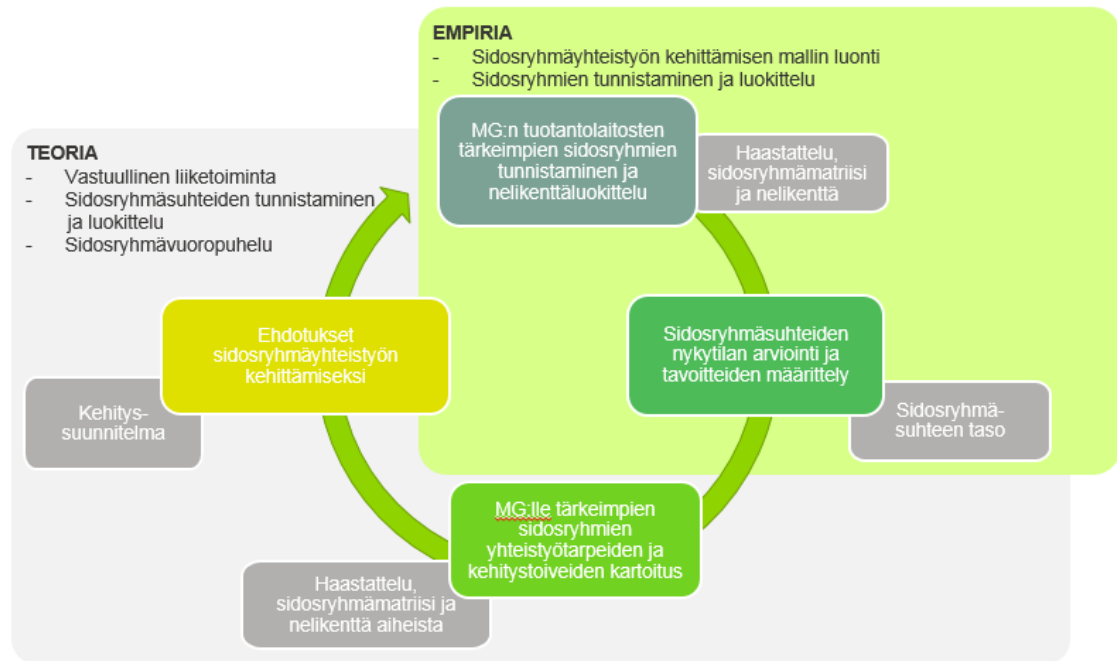 EMPIRIA
- Sidosryhmäyhteistyön kehittämisen mallin luonti
- Sidosryhmien tunnistaminen ja luokittelu
MG:n tuotantolaitosten
tärkeimpien sidosryhmien
tunnistaminen ja
nelikenttäluokittelu
Haastattelu,
sidosryhmämatriisi
ja nelikenttä
TEORIA
- Vastuullinen liiketoiminta
- Sidosryhmäsuhteiden tunnistaminen
ja luokittelu
- Sidosryhmävuoropuhelu
Ehdotukset
sidosryhmäyhteistyön
kehittämiseksi
Sidosryhmäsuhteiden
nykytilan arviointi ja
tavoitteiden määrittely
Kehitys-
suunnitelma
Sidosryhmä-
suhteen taso
MG:lle tärkeimpien
sidosryhmien
yhteistyötarpeiden ja
kehitystoiveiden kartoitus
Haastattelu,
sidosryhmämatriisi ja
nelikenttä aiheista